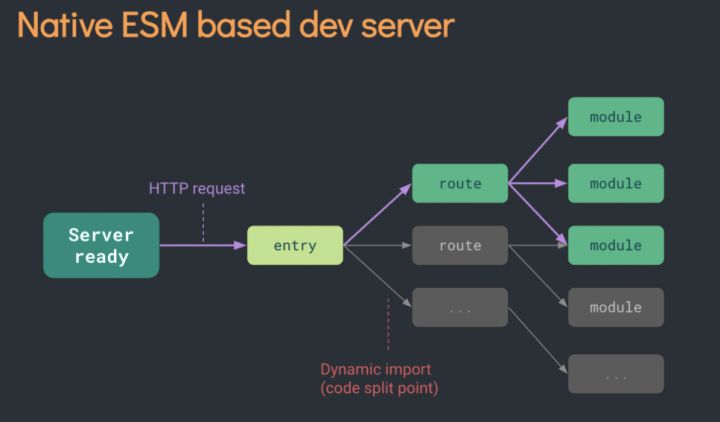 Native ESM based dev server
HTTP request
Server
ready
entry
route
route
...
module
module
module
module
...
Dynamic import
(code split point)